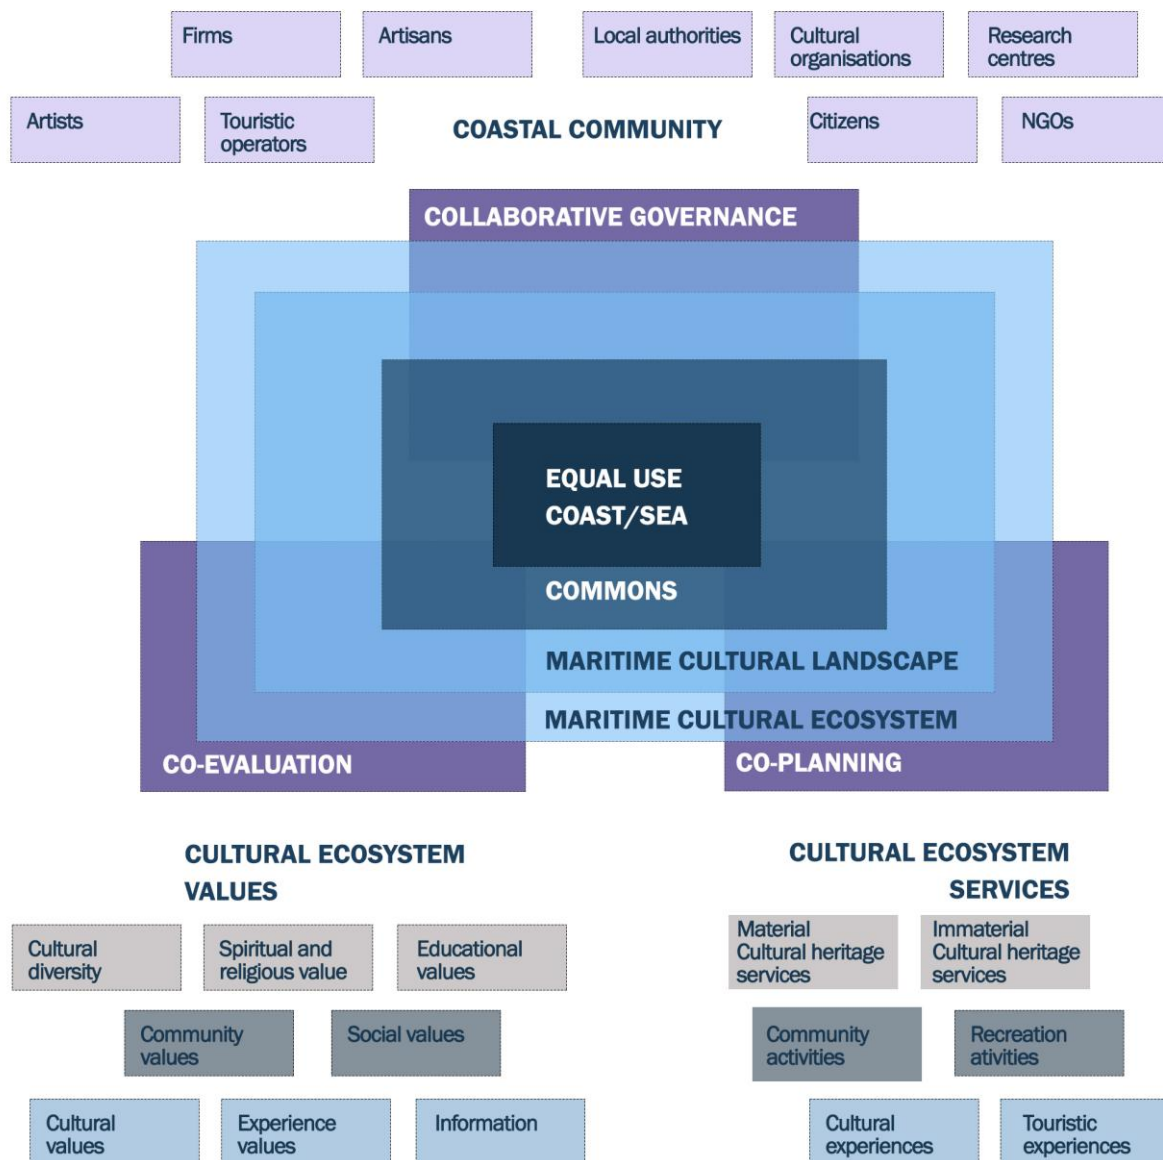 Firms
Artisans
Local authorities
Cultural
organisations
Research
centres
Artists
Touristic
operators
COASTAL COMMUNITY
Citizens
NGOs
COLLABORATIVE GOVERNANCE
EQUAL USE
COAST/SEA
COMMONS
MARITIME CULTURAL LANDSCAPE
MARITIME CULTURAL ECOSYSTEM
CO-EVALUATION
CO-PLANNING
CULTURAL ECOSYSTEM
VALUES
CULTURAL ECOSYSTEM
SERVICES
Cultural
diversity
Spiritual and
religious value
Educational
values
Material
Cultural heritage
services
Immaterial
Cultural heritage
services
Community
values
Social values
Community
activities
Recreation
ativities
Cultural
values
Experience
values
Information
Cultural
experiences
Touristic
experiences